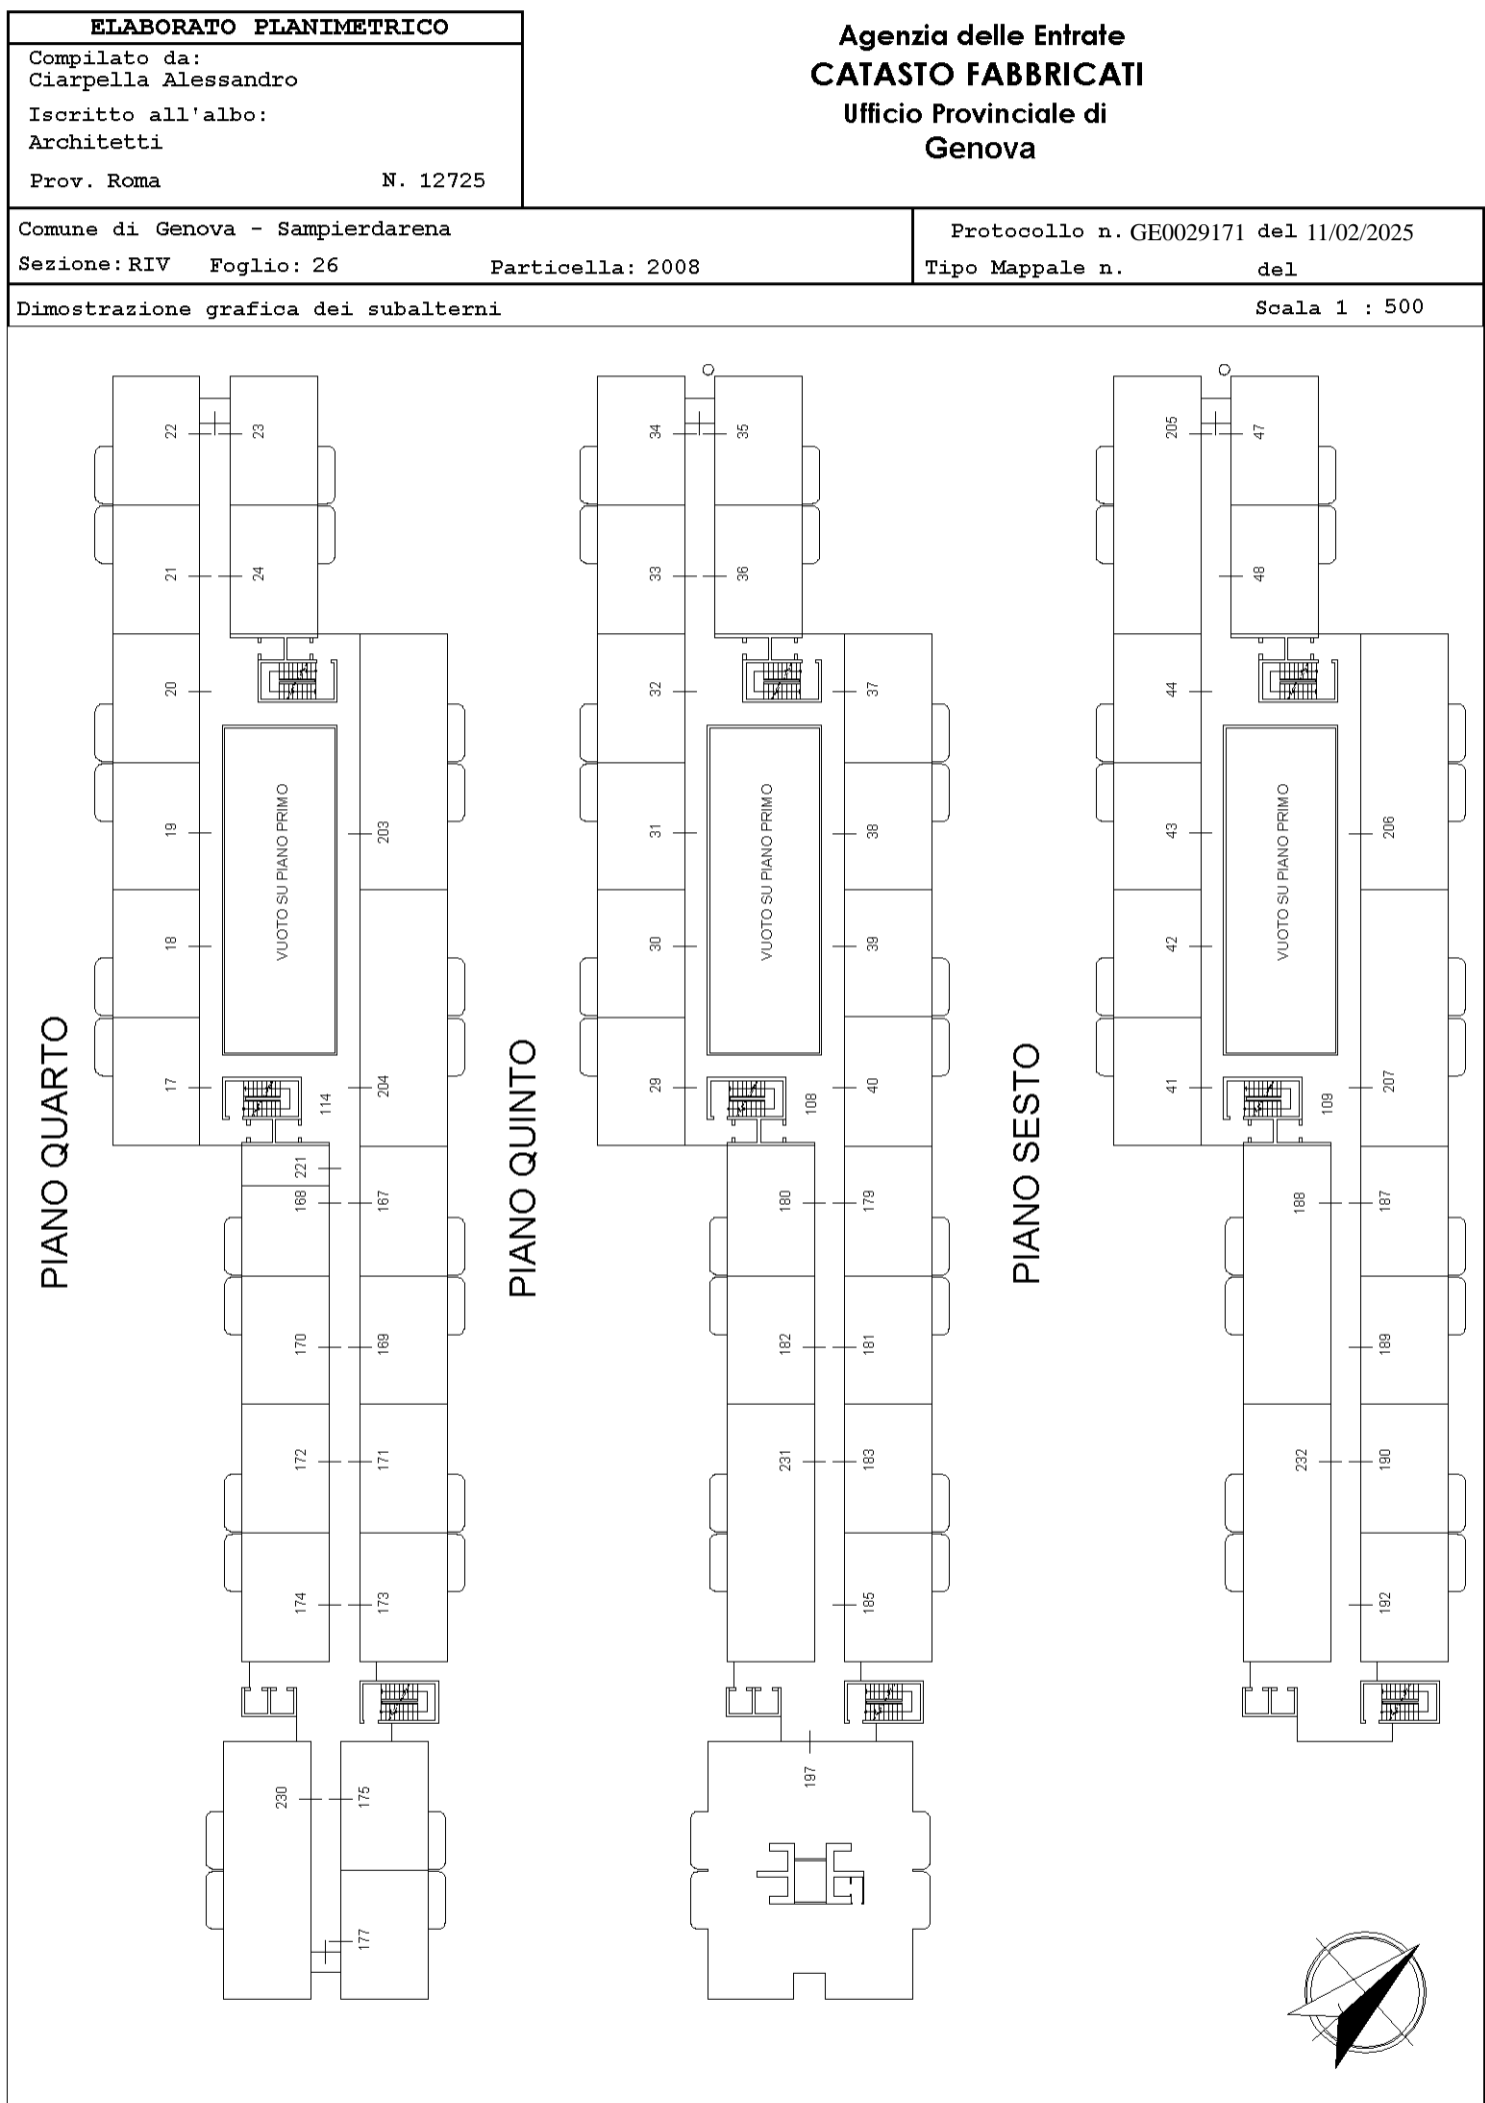 ELABORATO PLANIMETRICO
Compilato da:
Ciarpella Alessandro
Iscritto all'albo:
Architetti
Prov. Roma N. 12725
Agenzia delle Entrate
CATASTO FABBRICATI
Ufficio Provinciale di
Genova
Comune di Genova - Sampierdarena
Sezione: RIV Foglio: 26 Particella: 2008
Protocollo n. GE0029171 del 11/02/2025
Tipo Mappale n. del
Dimostrazione grafica dei subalterni
Scala 1 : 500
PIANO QUARTO
22
23
21
24
20
19
203
VUOTO SU PIANO PRIMO
18
17
114
204
221
168
167
170
169
172
171
174
173
230
175
177
PIANO QUINTO
34
35
33
36
32
37
31
38
VUOTO SU PIANO PRIMO
30
39
29
108
40
180
179
182
181
231
183
185
197
PIANO SESTO
205
47
48
44
43
206
VUOTO SU PIANO PRIMO
42
41
109
207
188
187
189
232
190
192